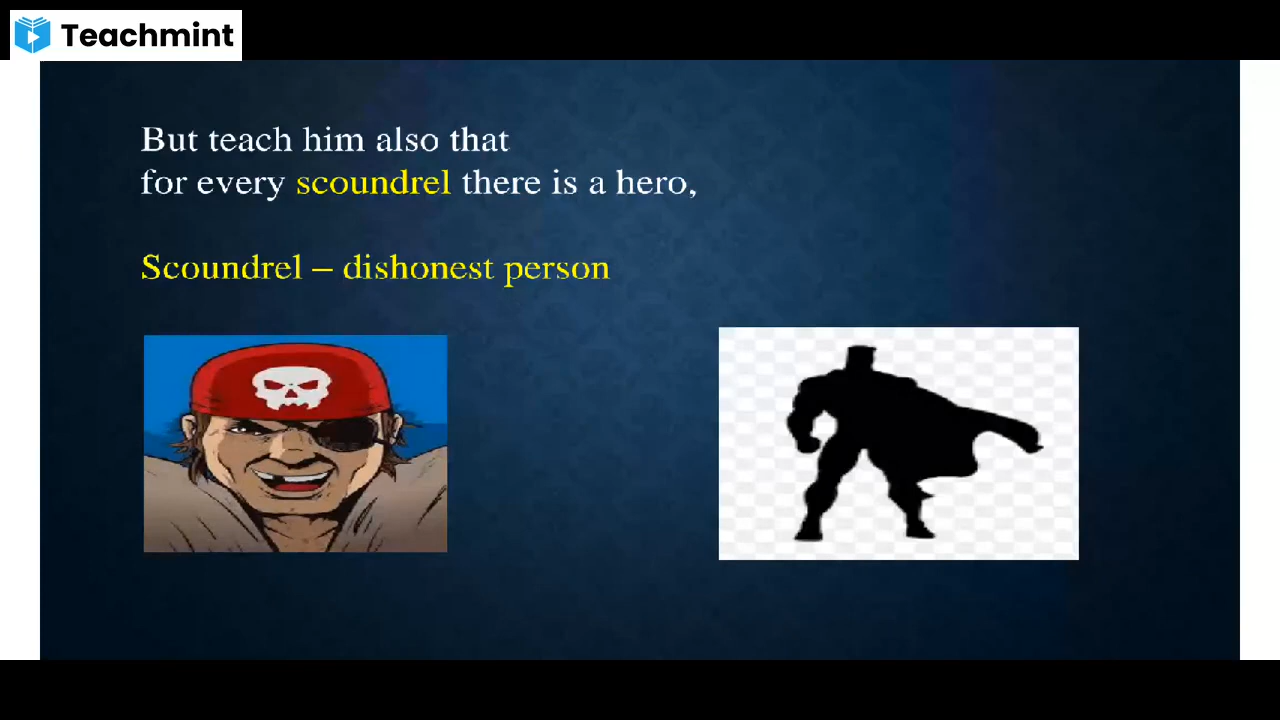 Teachmint
But teach him also that
for every scoundrel there is a hero,
Scoundrel – dishonest person